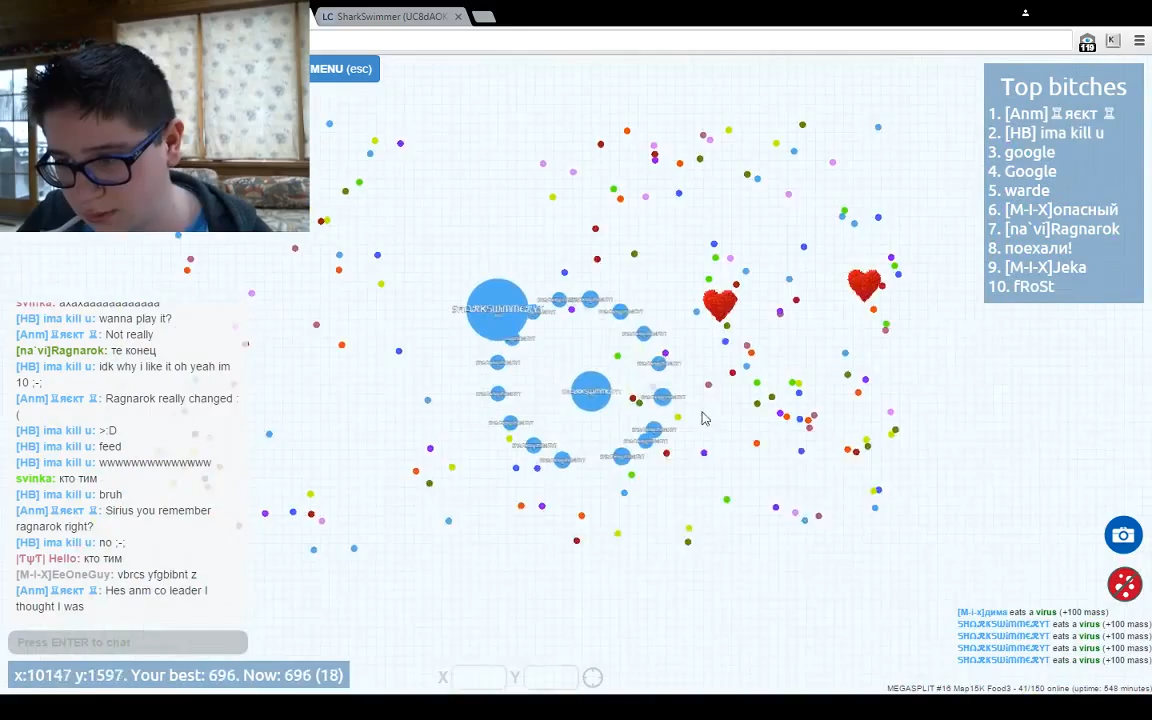 LC SharkSwimmer (UC8dAOK
119
K
MENU (esc)
Top bitches
1. [Anm]♖яєкт ♖
2. [HB] ima kill u
3. google
4. Google
5. warde
6. [M-I-X]опасный
7. [na`vi]Ragnarok
8. поехали!
9. [M-I-X]Jeka
10. fRoSt
[HB] ima kill u: wanna play it?
[Anm]♖яєкт ♖: Not really
[na`vi]Ragnarok: те конец
[HB] ima kill u: idk why i like it oh yeah im
10 ;-;
[Anm]♖яєкт ♖: Ragnarok really changed :
(
[HB] ima kill u: >:D
[HB] ima kill u: feed
[HB] ima kill u: wwwwwwwwwwwwww
svinka: кто тим
[HB] ima kill u: bruh
[Anm]♖яєкт ♖: Sirius you remember
ragnarok right?
[HB] ima kill u: no ;-;
|ƬψƬ| Hello: кто тим
[M-i-X]EeOneGuy: vbrcs yfgbibnt z
[Anm]♖яєкт ♖: Hes anm co leader I
thought I was
Press ENTER to chat
x:10147 y:1597. Your best: 696. Now: 696 (18)
X Y
[M-i-x]дима eats a virus (+100 mass)
eats a virus (+100 mass)
eats a virus (+100 mass)
eats a virus (+100 mass)
eats a virus (+100 mass)
MEGASPLIT #16 Map15K Food3 - 41/150 online (uptime: 548 minutes)